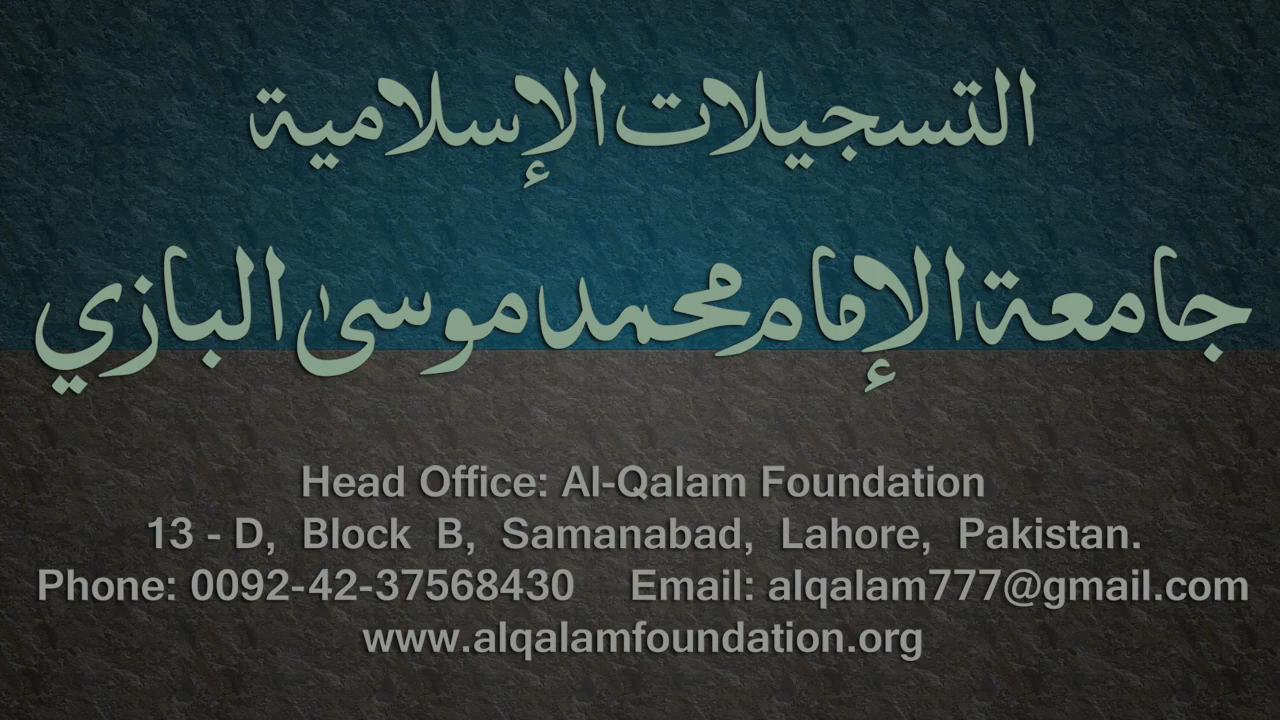 التسجيلات الإسلامية
جامعة الإمام محمد موسىٰ البازي
Head Office: Al-Qalam Foundation
13 - D, Block B, Samanabad, Lahore, Pakistan.
Phone: 0092-42-37568430 Email: alqalam777@gmail.com
www.alqalamfoundation.org